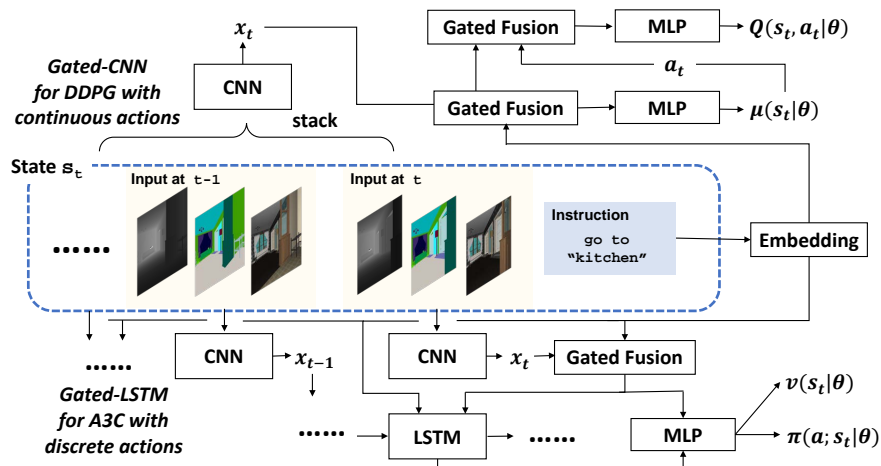 x_t
Gated Fusion
MLP
Q(s_t, a_t|θ)
Gated-CNN
for DDPG with
continuous actions
CNN
a_t
Gated Fusion
MLP
μ(s_t|θ)
stack
State s_t
Input at t-1
Input at t
Instruction
go to
“kitchen”
......
Embedding
CNN
x_{t-1}
CNN
x_t
Gated Fusion
......
Gated-LSTM
for A3C with
discrete actions
......
LSTM
......
MLP
v(s_t|θ)
π(a; s_t|θ)